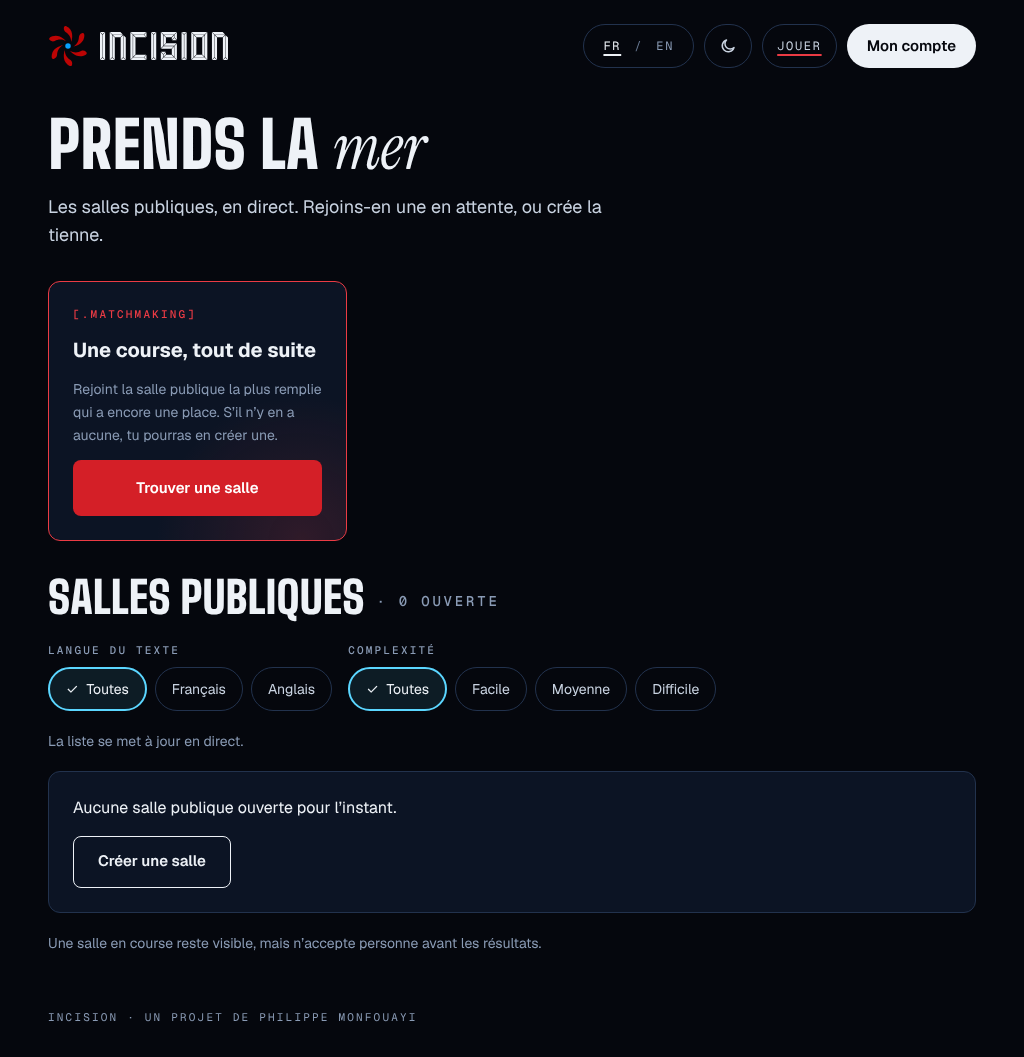 INCISION
FR / EN
JOUER
Mon compte
PRENDS LA mer
Les salles publiques, en direct. Rejoins-en une en attente, ou crée la
tienne.
[.MATCHMAKING]
Une course, tout de suite
Rejoint la salle publique la plus remplie
qui a encore une place. S’il n’y en a
aucune, tu pourras en créer une.
Trouver une salle
SALLES PUBLIQUES · 0 OUVERTE
LANGUE DU TEXTE
Toutes
Français
Anglais
COMPLEXITÉ
Toutes
Facile
Moyenne
Difficile
La liste se met à jour en direct.
Aucune salle publique ouverte pour l’instant.
Créer une salle
Une salle en course reste visible, mais n’accepte personne avant les résultats.
INCISION · UN PROJET DE PHILIPPE MONFOUAYI